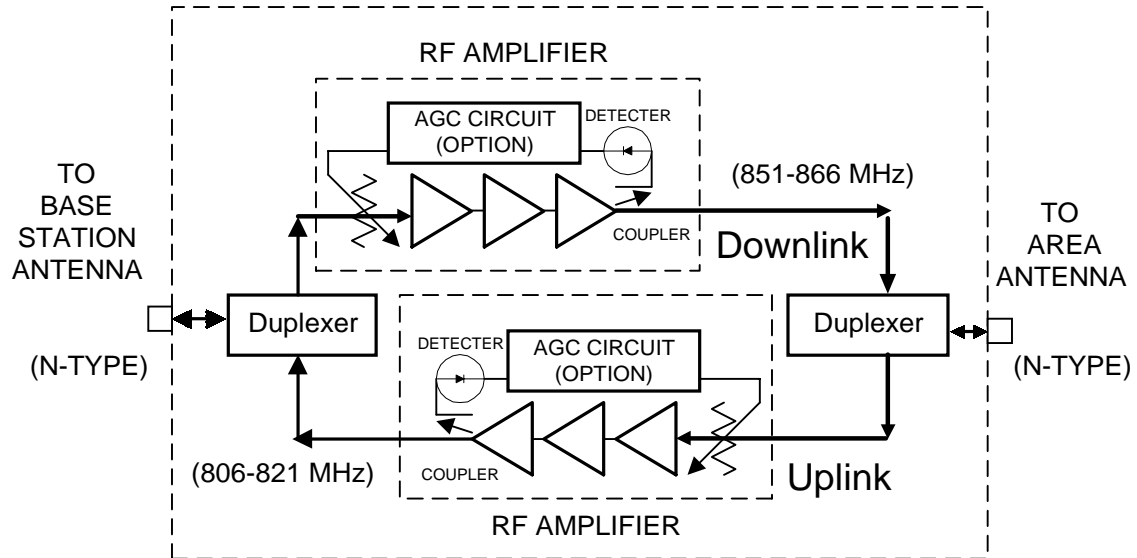 RF AMPLIFIER
AGC CIRCUIT
(OPTION)
DETECTER
COUPLER
(851-866 MHz)
Downlink
TO
BASE
STATION
ANTENNA
(N-TYPE)
Duplexer
Duplexer
TO
AREA
ANTENNA
(N-TYPE)
DETECTER
AGC CIRCUIT
(OPTION)
COUPLER
(806-821 MHz)
Uplink
RF AMPLIFIER